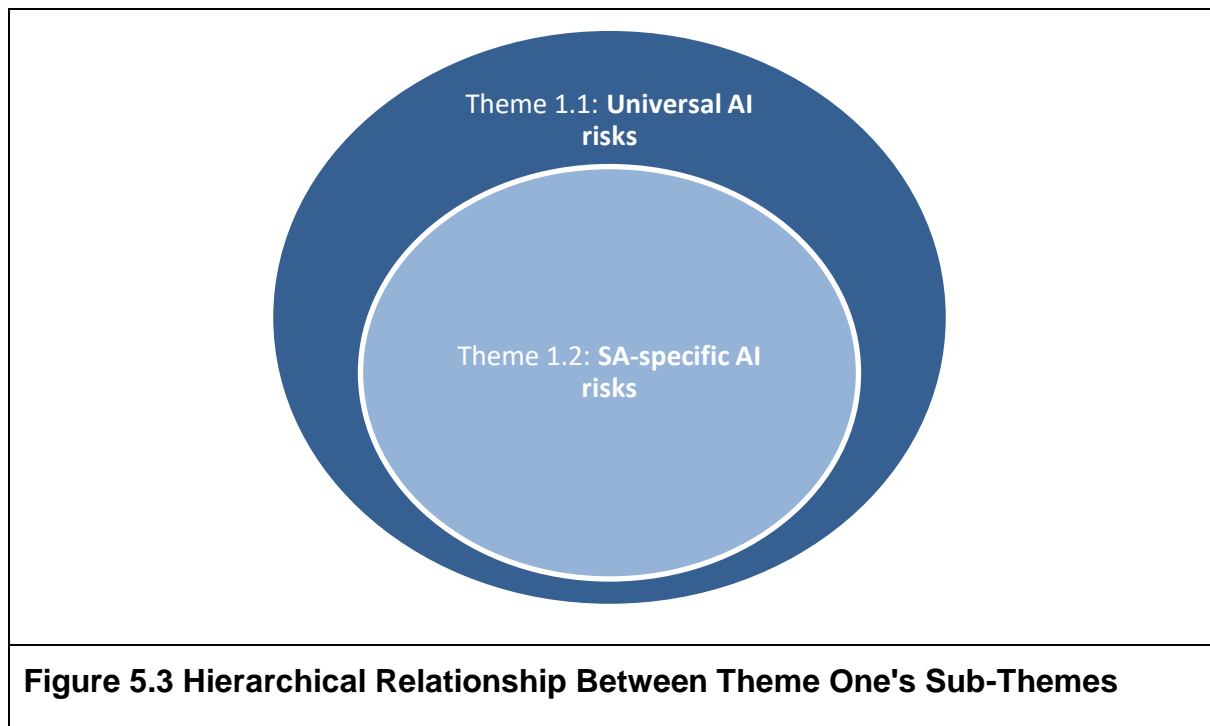 Theme 1.1: Universal AI
risks
Theme 1.2: SA-specific AI
risks
Figure 5.3 Hierarchical Relationship Between Theme One's Sub-Themes